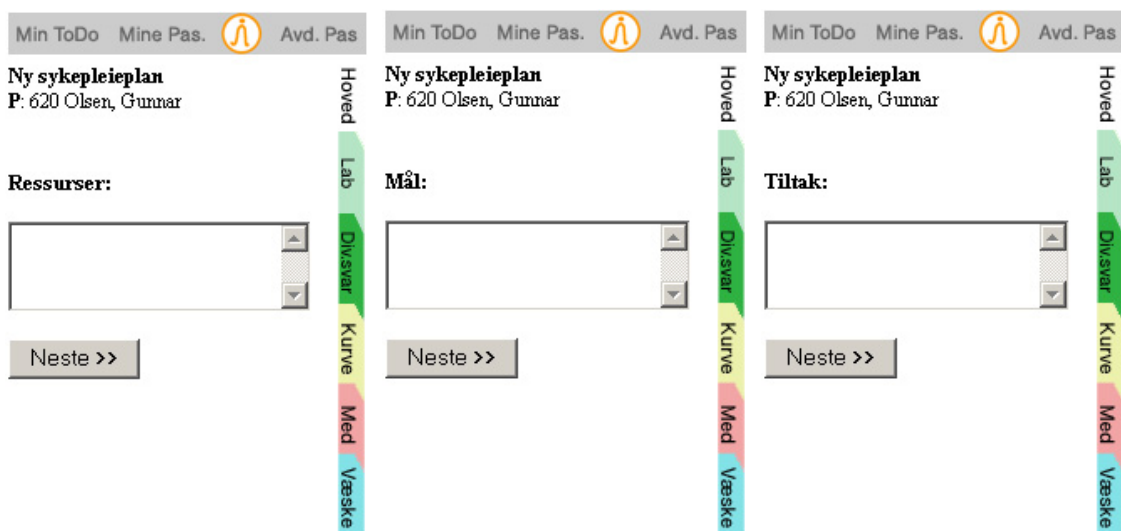 Min ToDo Mine Pas. Avd. Pas
Ny sykepleieplan
P: 620 Olsen, Gunnar
Ressurser:
Neste >>
Hoved
Lab
Div.svar
Kurve
Med
Væske
Min ToDo Mine Pas. Avd. Pas
Ny sykepleieplan
P: 620 Olsen, Gunnar
Mål:
Neste >>
Hoved
Lab
Div.svar
Kurve
Med
Væske
Min ToDo Mine Pas. Avd. Pas
Ny sykepleieplan
P: 620 Olsen, Gunnar
Tiltak:
Neste >>
Hoved
Lab
Div.svar
Kurve
Med
Væske